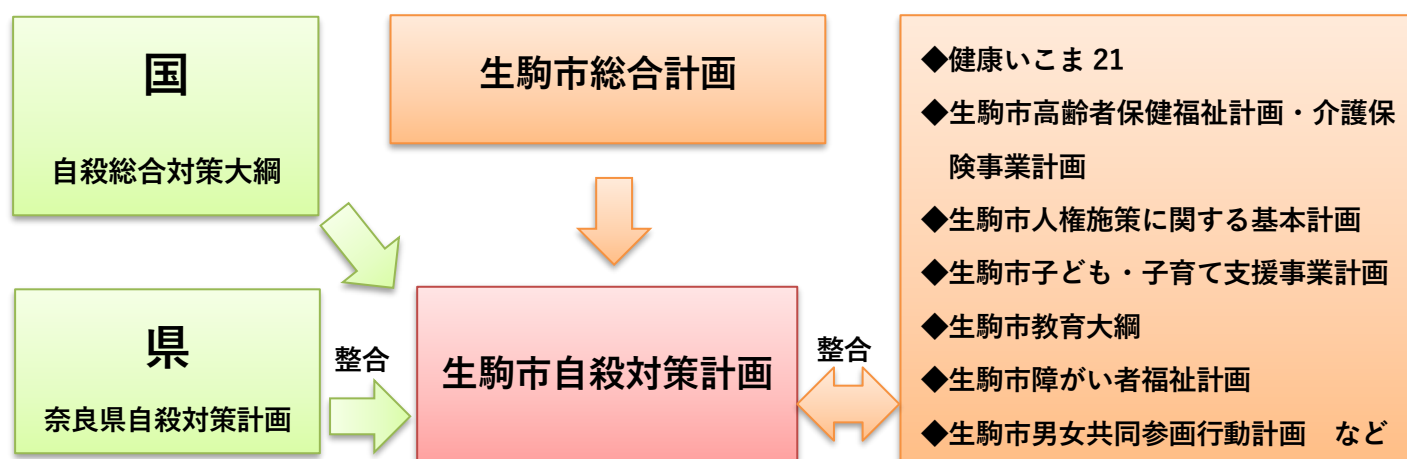 国
自殺総合対策大綱
生駒市総合計画
県
奈良県自殺対策計画
整合
生駒市自殺対策計画
整合
◆健康いこま 21
◆生駒市高齢者保健福祉計画・介護保
険事業計画
◆生駒市人権施策に関する基本計画
◆生駒市子ども・子育て支援事業計画
◆生駒市教育大綱
◆生駒市障がい者福祉計画
◆生駒市男女共同参画行動計画　など